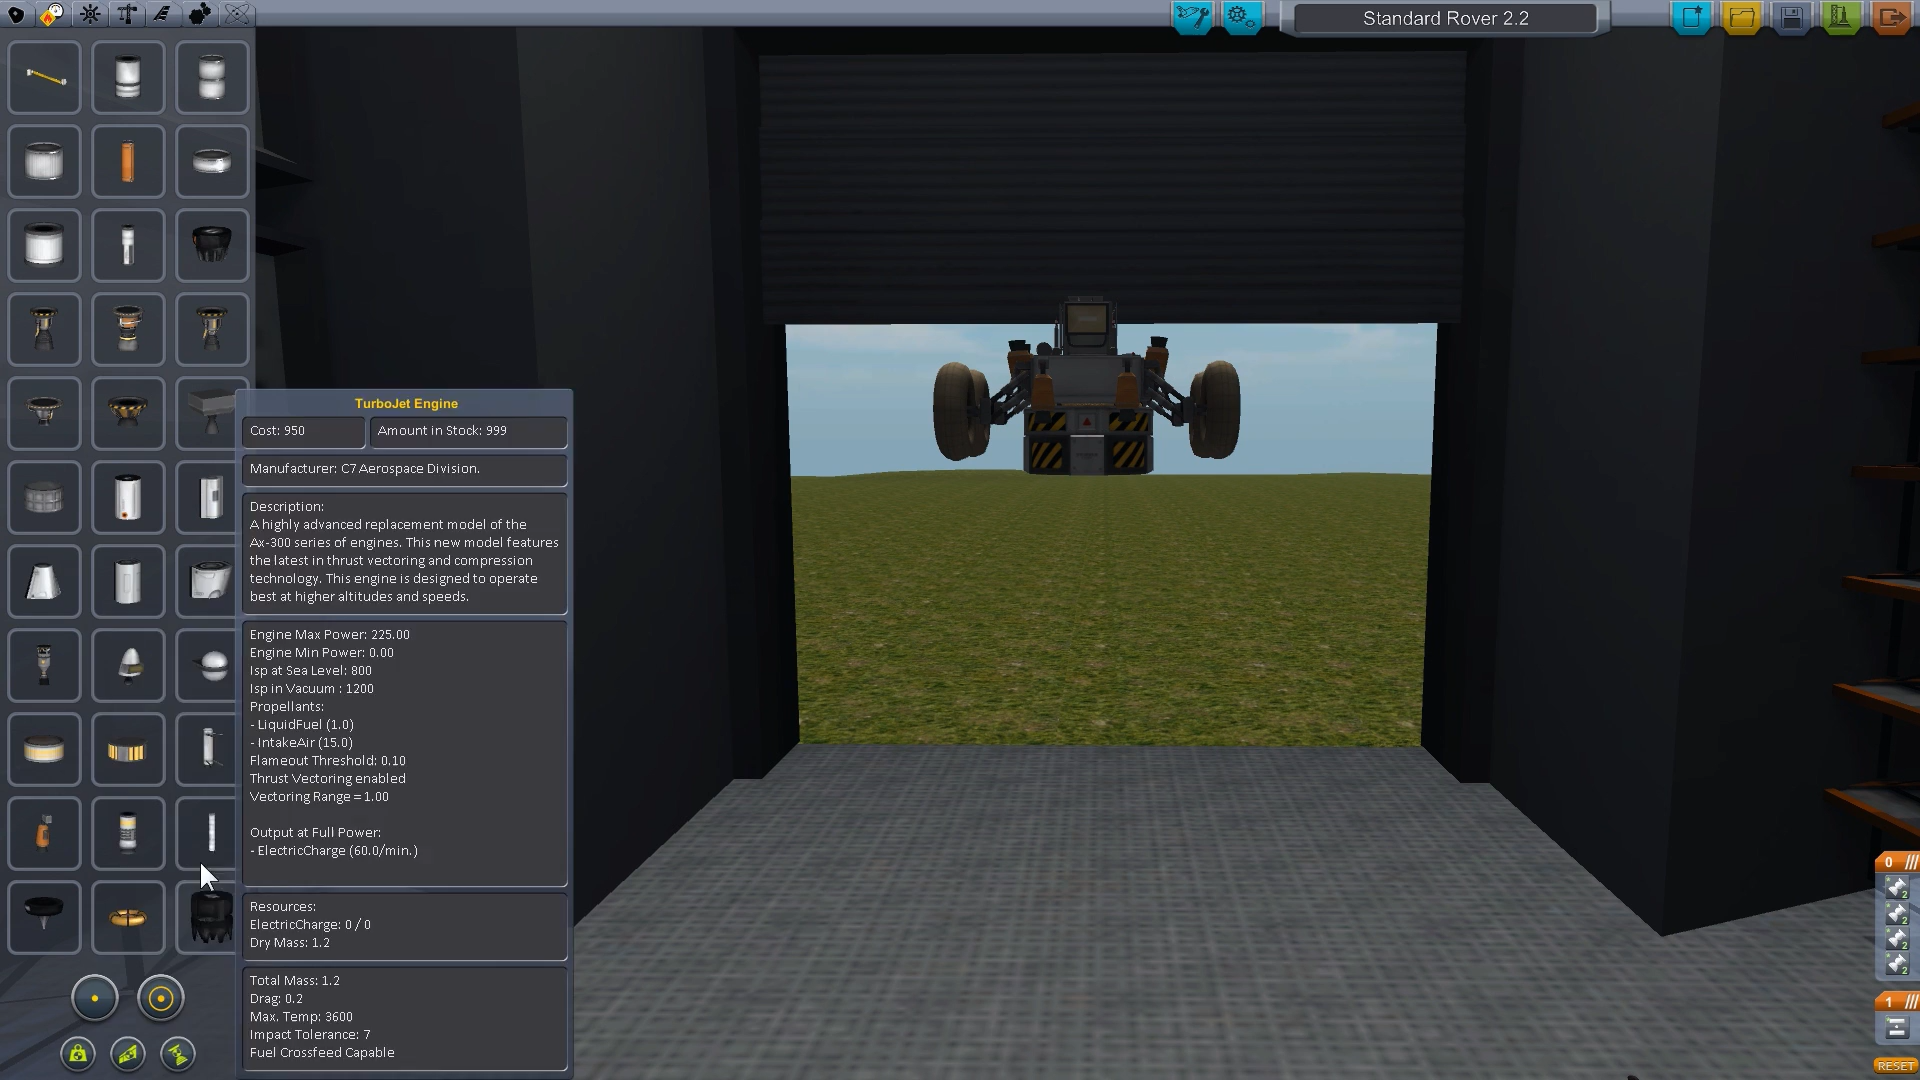 Standard Rover 2.2
TurboJet Engine
Cost: 950
Amount in Stock: 999
Manufacturer: C7 Aerospace Division.
Description:
A highly advanced replacement model of the
Ax-300 series of engines. This new model features
the latest in thrust vectoring and compression
technology. This engine is designed to operate
best at higher altitudes and speeds.
Engine Max Power: 225.00
Engine Min Power: 0.00
Isp at Sea Level: 800
Isp in Vacuum : 1200
Propellants:
- LiquidFuel (1.0)
- IntakeAir (15.0)
Flameout Threshold: 0.10
Thrust Vectoring enabled
Vectoring Range = 1.00
Output at Full Power:
- ElectricCharge (60.0/min.)
Resources:
ElectricCharge: 0 / 0
Dry Mass: 1.2
Total Mass: 1.2
Drag: 0.2
Max. Temp: 3600
Impact Tolerance: 7
Fuel Crossfeed Capable
0
2
2
2
2
1
RESET